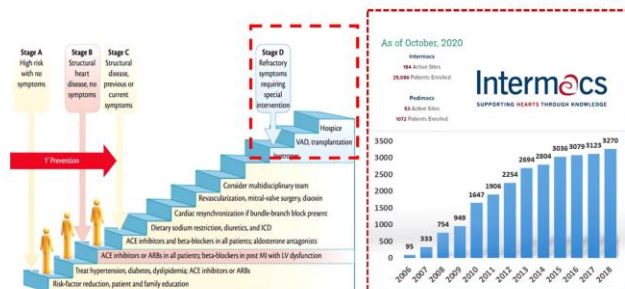 Stage A
High risk
with no
symptoms
Stage B
Structural
heart
disease, no
symptoms
Stage C
Structural
disease,
previous or
current
symptoms
Stage D
Refractory
symptoms
requiring
special
intervention
Hospice
VAD, transplantation
Inotropes
Consider multidisciplinary team
Revascularization, mitral-valve surgery, digoxin
Cardiac resynchronization if bundle-branch block present
Dietary sodium restriction, diuretics, and ICD
ACE inhibitors and beta-blockers in all patients; aldosterone antagonists
ACE inhibitors or ARBs in all patients; beta-blockers in post MI with LV dysfunction
Treat hypertension, diabetes, dyslipidemia; ACE inhibitors or ARBs
Risk-factor reduction, patient and family education
1° Prevention
As of October, 2020
Intermacs
184 Active Sites
25,086 Patients Enrolled
Pedimacs
53 Active Sites
1072 Patients Enrolled
Intermacs
SUPPORTING HEARTS THROUGH KNOWLEDGE
3500
3000
2500
2000
1500
1000
500
0
95
333
754
949
1647
1906
2254
2694
2804
3036
3079
3123
3270
2006
2007
2008
2009
2010
2011
2012
2013
2014
2015
2016
2017
2018